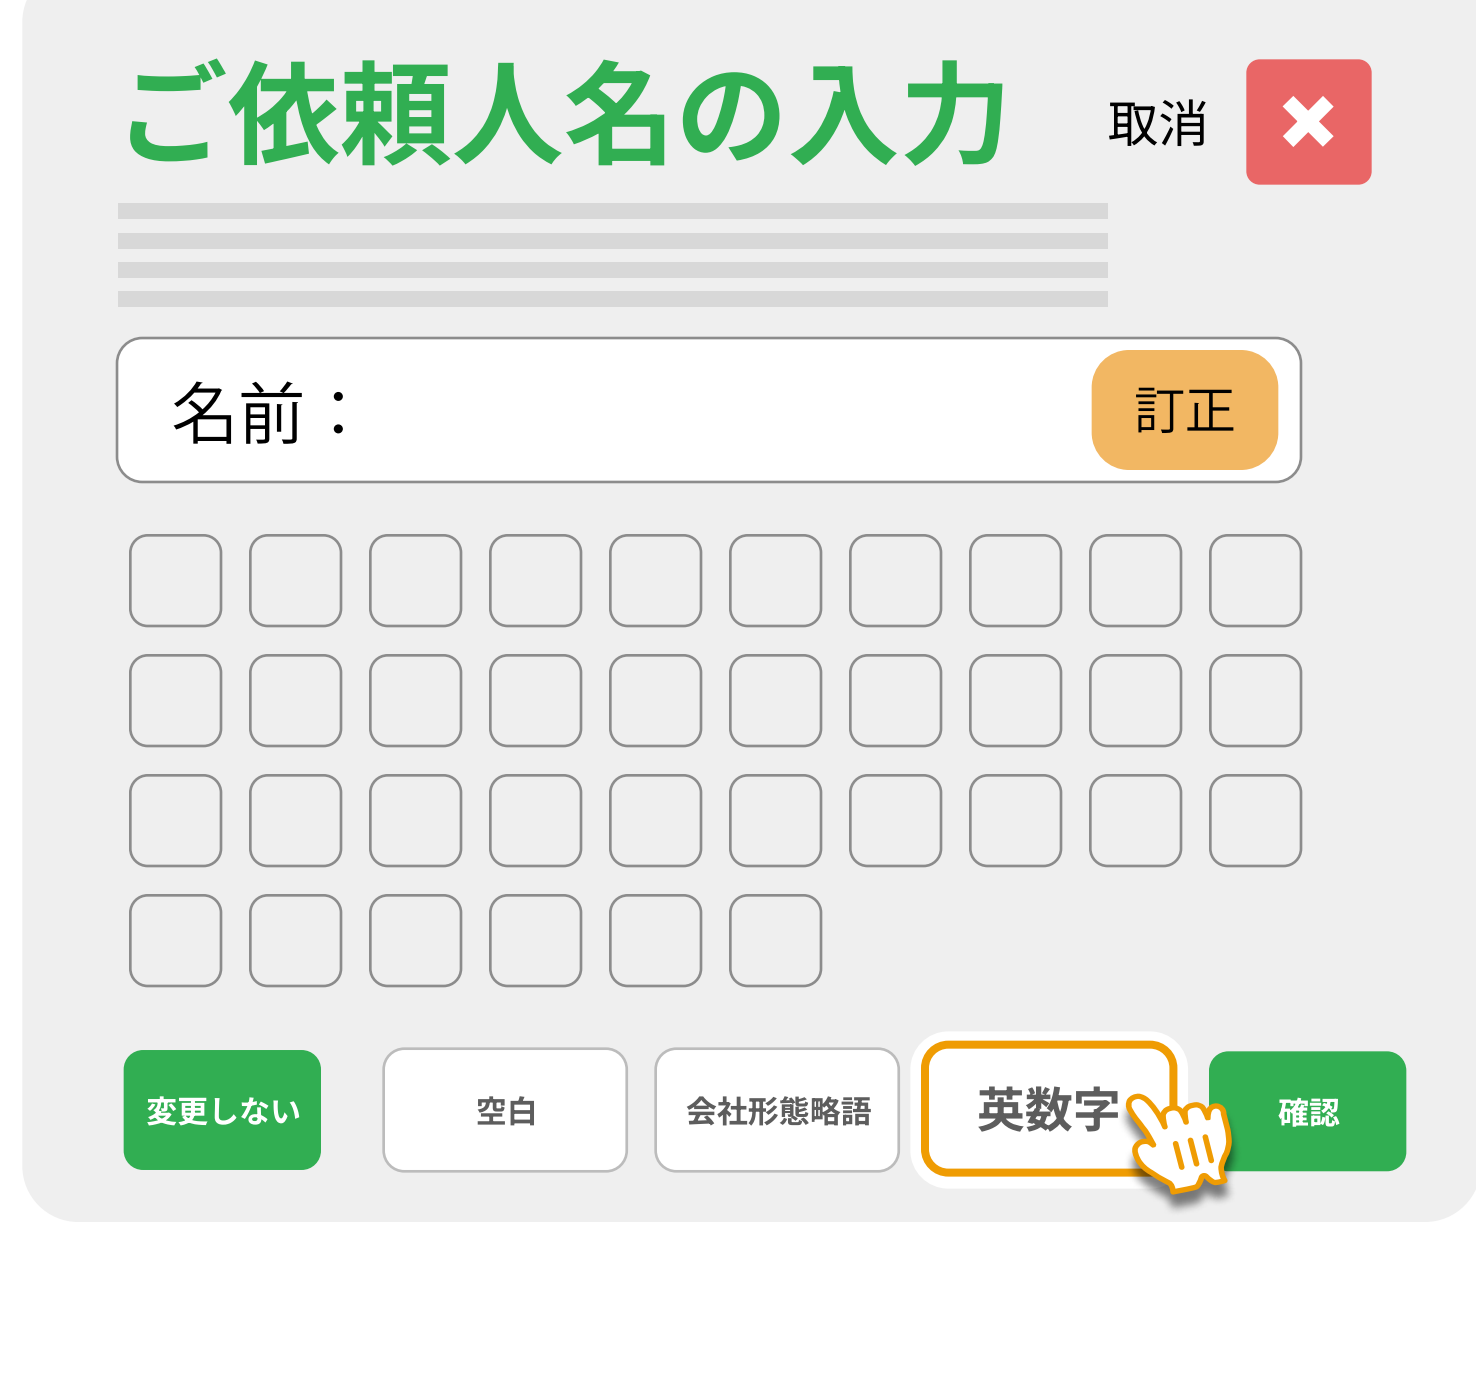 ご依頼人名の入力
取消
名前：
訂正
変更しない
空白
会社形態略語
英数字
確認